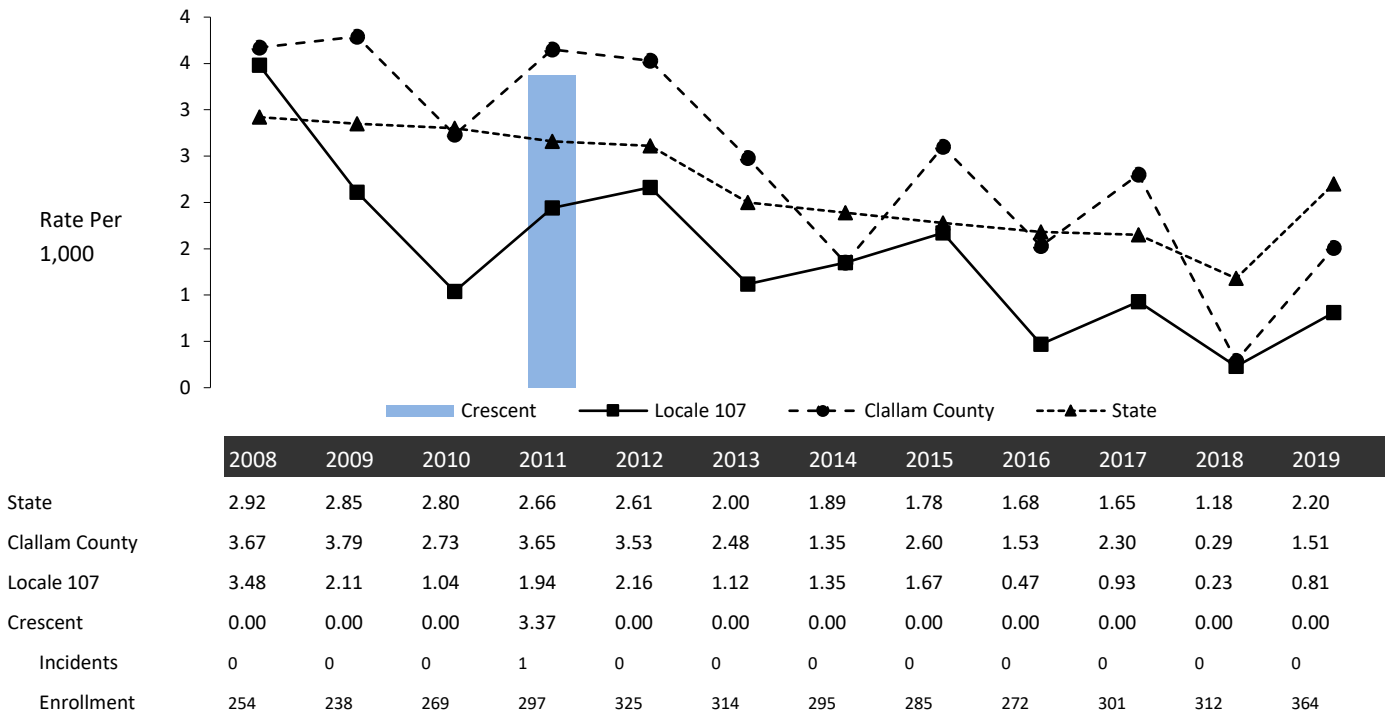 4
4
3
3
2
2
1
1
0
Rate Per
1,000
Crescent Locale 107 Clallam County State
2008 2009 2010 2011 2012 2013 2014 2015 2016 2017 2018 2019
State 2.92 2.85 2.80 2.66 2.61 2.00 1.89 1.78 1.68 1.65 1.18 2.20
Clallam County 3.67 3.79 2.73 3.65 3.53 2.48 1.35 2.60 1.53 2.30 0.29 1.51
Locale 107 3.48 2.11 1.04 1.94 2.16 1.12 1.35 1.67 0.47 0.93 0.23 0.81
Crescent 0.00 0.00 0.00 3.37 0.00 0.00 0.00 0.00 0.00 0.00 0.00 0.00
Incidents 0 0 0 1 0 0 0 0 0 0 0 0
Enrollment 254 238 269 297 325 314 295 285 272 301 312 364